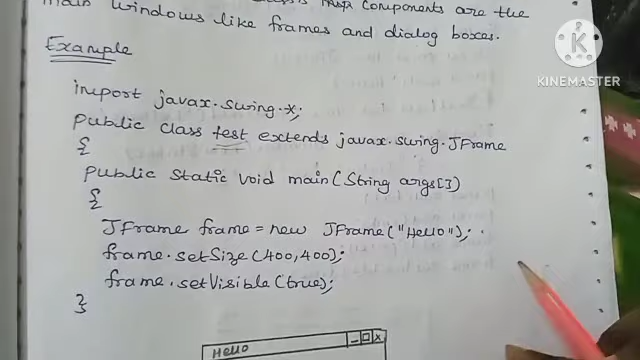 main windows like frames and dialog boxes.
Example
import javax.swing.*;
public class test extends javax.swing.JFrame
{
public static void main(String args[])
{
JFrame frame = new JFrame("Hello");
frame.setSize(400,400);
frame.setVisible(true);
}
Hello
KINEMASTER